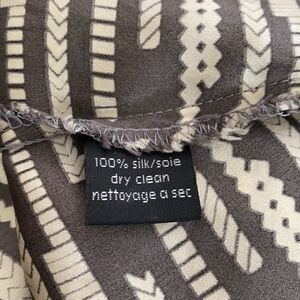 100% silk/soie
dry clean
nettoyage a sec